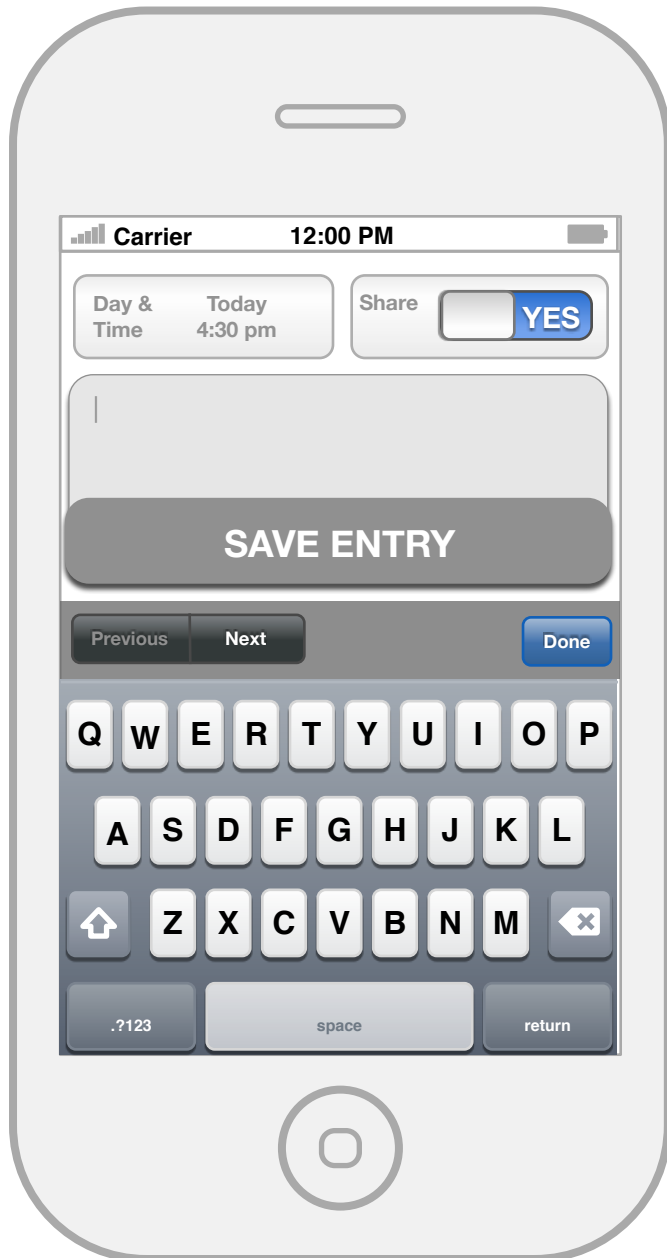 Carrier 12:00 PM
Day & Today Share YES
Time 4:30 pm
SAVE ENTRY
Previous Next Done
Q W E R T Y U I O P
A S D F G H J K L
Z X C V B N M
.?123 space return